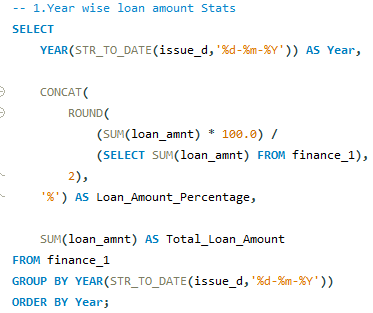 -- 1.Year wise loan amount Stats
SELECT
YEAR(STR_TO_DATE(issue_d,'%d-%m-%Y')) AS Year,
CONCAT(
ROUND(
(SUM(loan_amnt) * 100.0) /
(SELECT SUM(loan_amnt) FROM finance_1),
2),
'%') AS Loan_Amount_Percentage,
SUM(loan_amnt) AS Total_Loan_Amount
FROM finance_1
GROUP BY YEAR(STR_TO_DATE(issue_d,'%d-%m-%Y'))
ORDER BY Year;